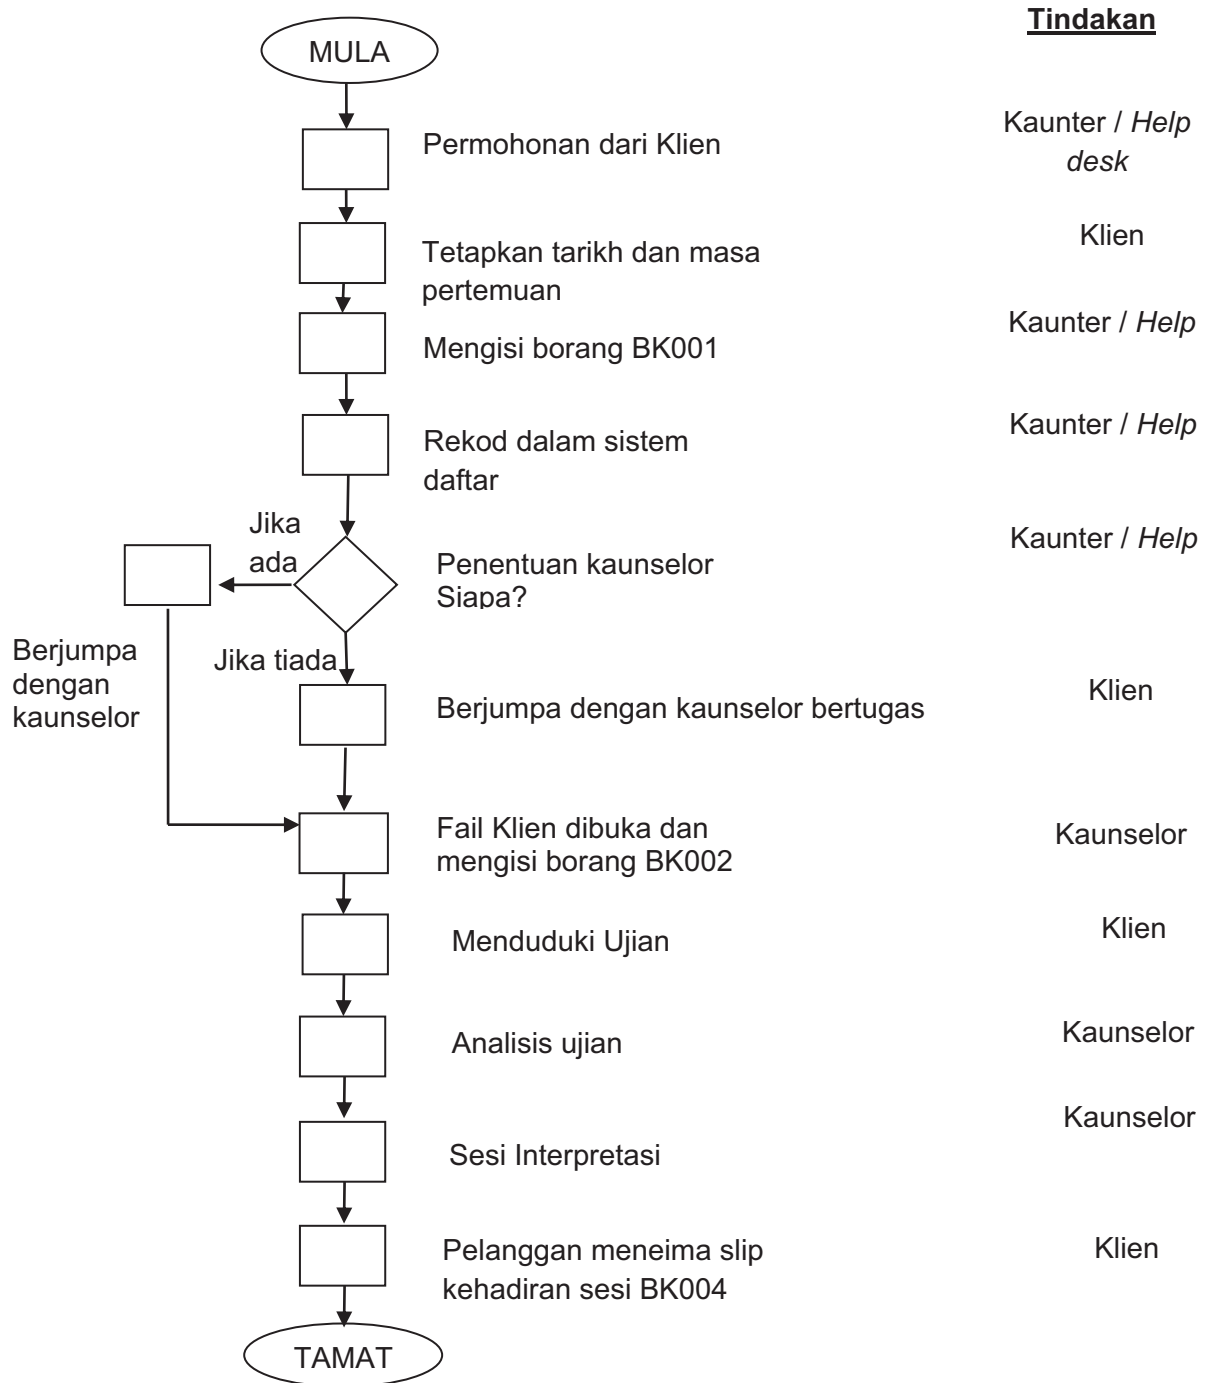 Tindakan
MULA
Permohonan dari Klien
Kaunter / Help
desk
Tetapkan tarikh dan masa
pertemuan
Klien
Mengisi borang BK001
Kaunter / Help
Rekod dalam sistem
daftar
Kaunter / Help
Jika
ada
Penentuan kaunselor
Siapa?
Kaunter / Help
Berjumpa
dengan
kaunselor
Jika tiada
Berjumpa dengan kaunselor bertugas
Klien
Fail Klien dibuka dan
mengisi borang BK002
Kaunselor
Menduduki Ujian
Klien
Analisis ujian
Kaunselor
Sesi Interpretasi
Kaunselor
Pelanggan meneima slip
kehadiran sesi BK004
Klien
TAMAT